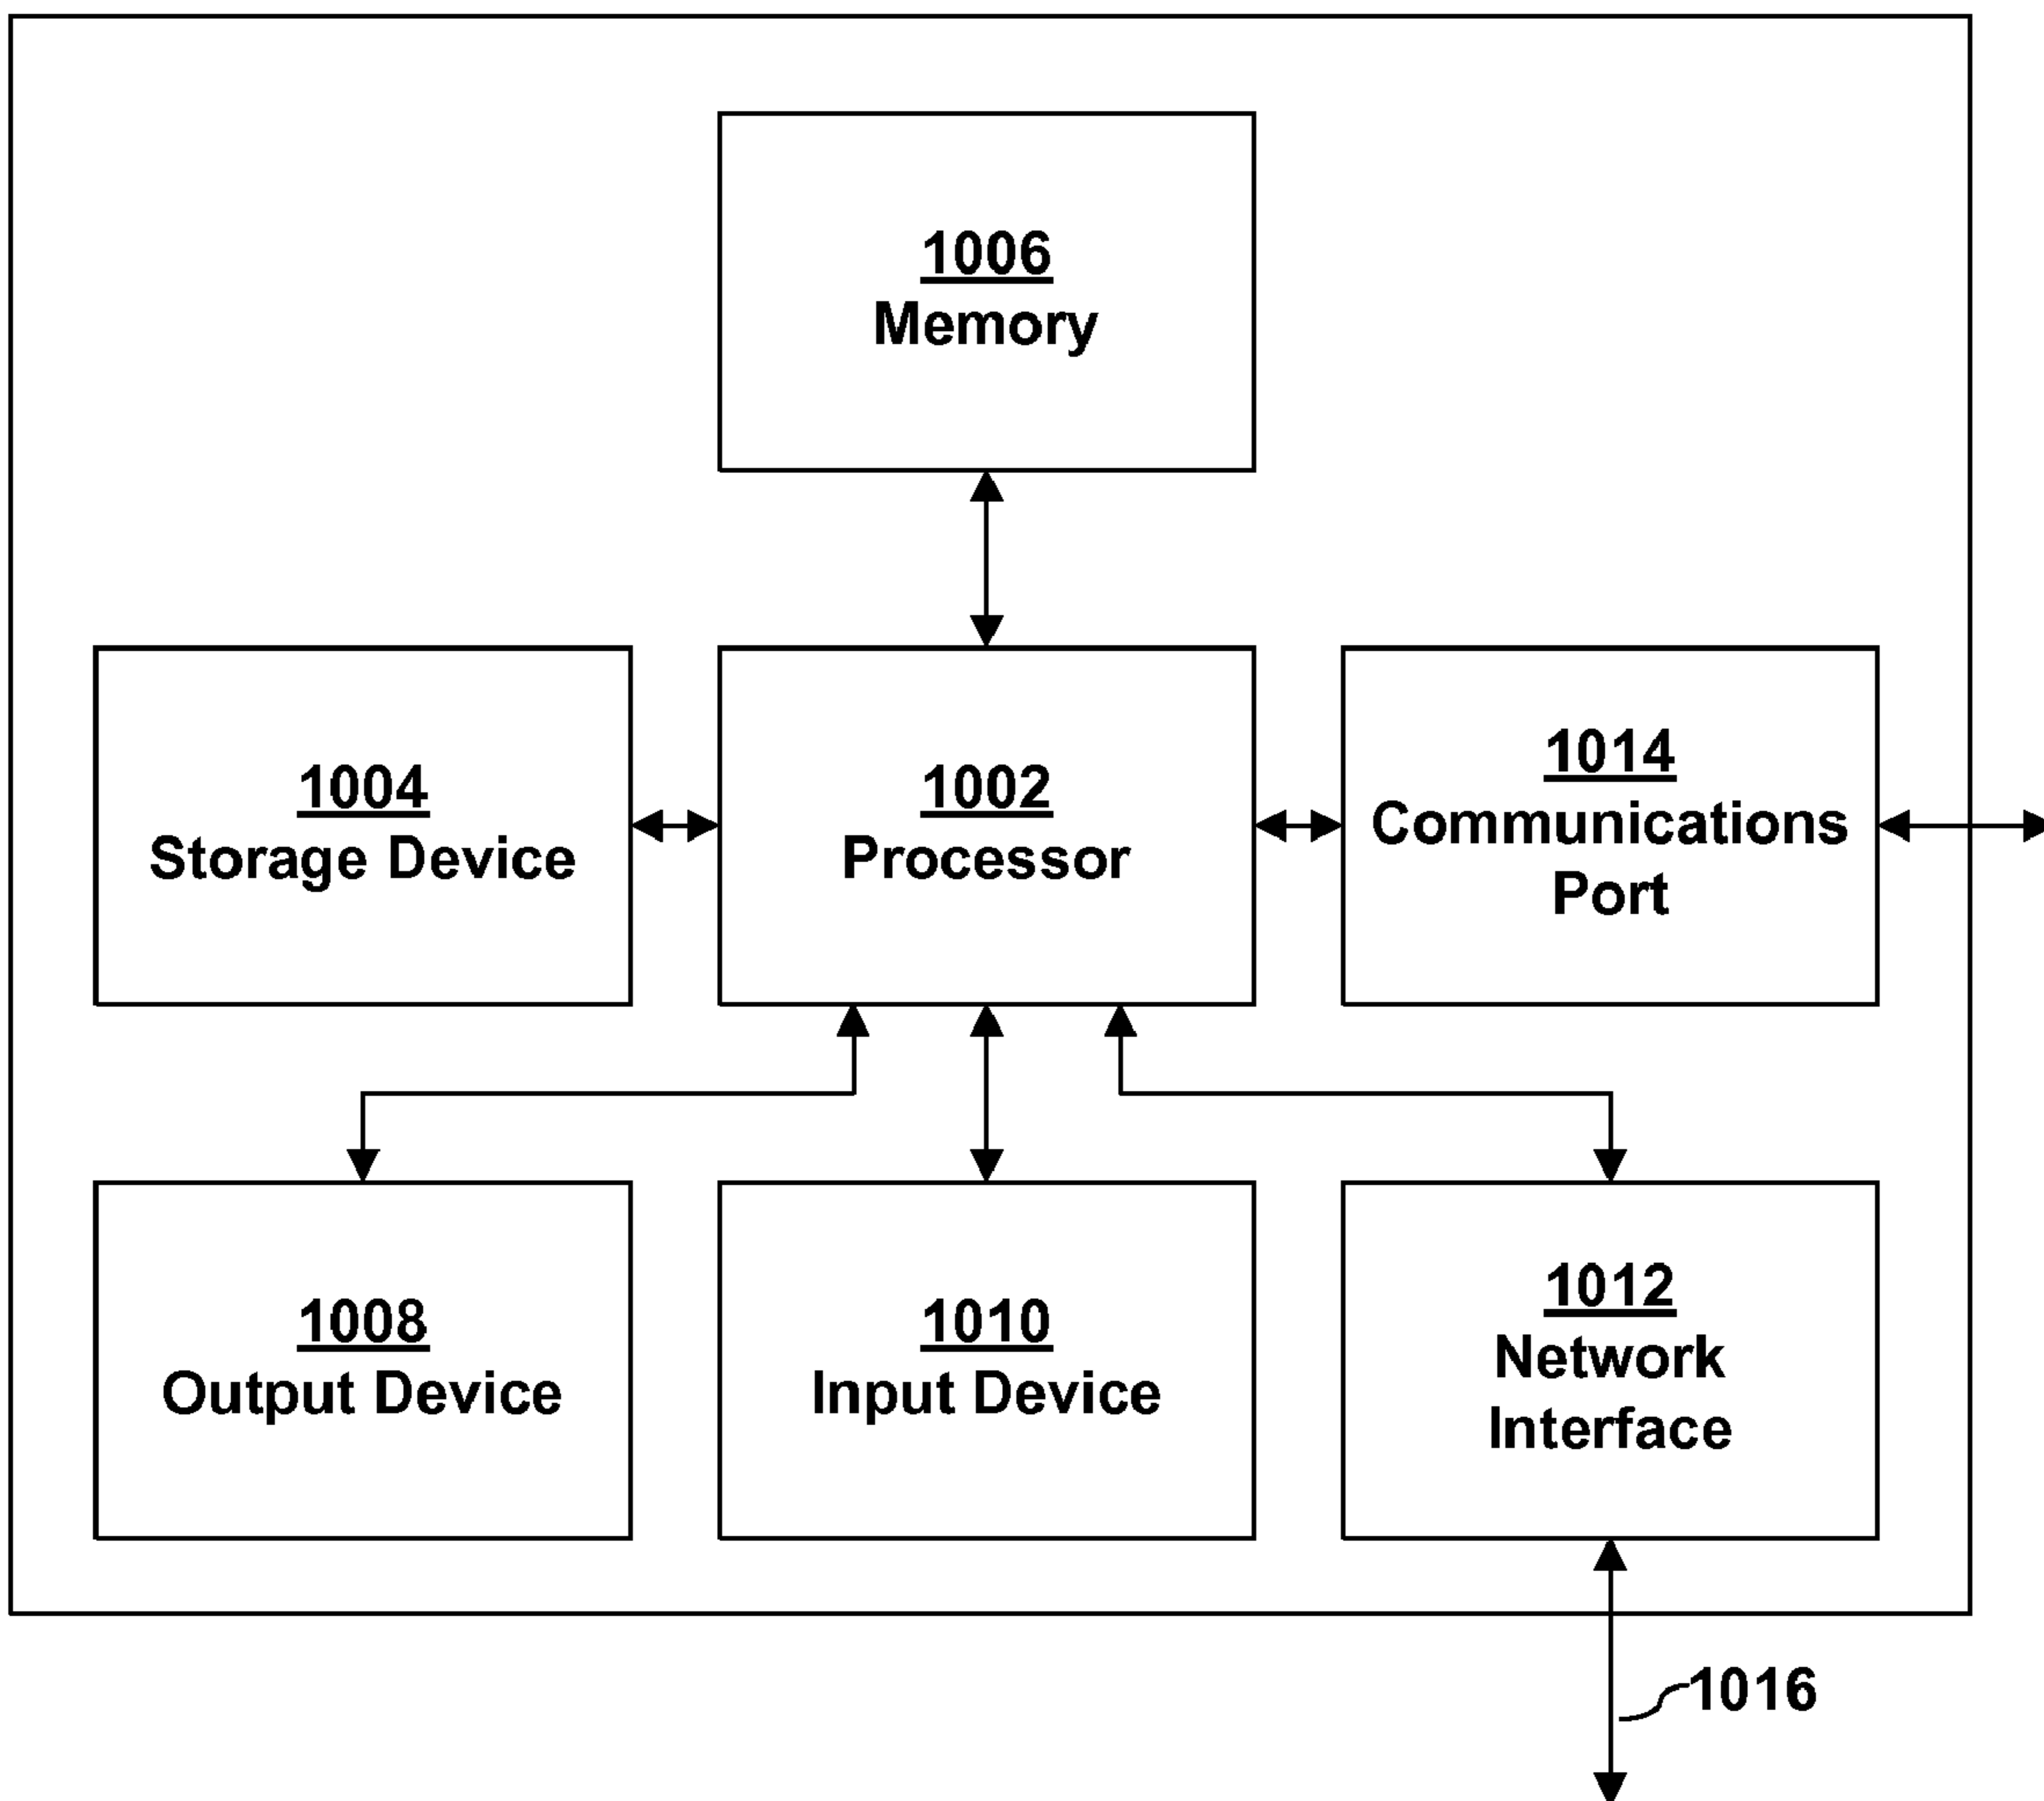 1006
Memory
1004
Storage Device
1002
Processor
1014
Communications
Port
1008
Output Device
1010
Input Device
1012
Network
Interface
1016